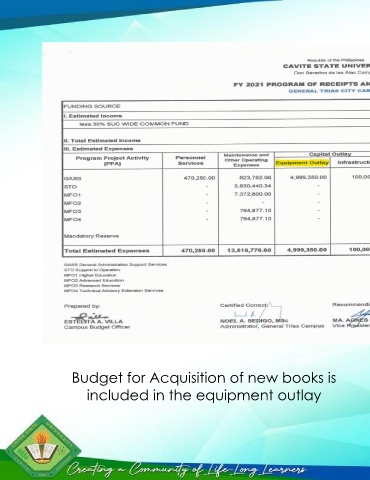 Republic of the Philippines
CAVITE STATE UNIVER
Don Severino de las Alas Camp
FY 2021 PROGRAM OF RECEIPTS AN
GENERAL TRIAS CITY CAM
FUNDING SOURCE
I. Estimated Income
less 30% SUC WIDE COMMON FUND
II. Total Estimated Income
III. Estimated Expenses
Program Project Activity (PPA) Personnel Services Maintenance and Other Operating Expenses Capital Outlay Equipment Outlay Infrastructu
GASS 470,250.00 623,782.06 4,999,350.00 100,00
STO - 3,930,440.34 -
MFO1 - 7,372,800.00 -
MFO2 - - -
MFO3 - 794,877.10 -
MFO4 - 794,877.10 -
Mandatory Reserve
Total Estimated Expenses 470,250.00 13,516,776.60 4,999,350.00 100,00
GASS General Administration Support Services
STO Support to Operation
MFO1 Higher Education
MFO2 Advanced Education
MFO3 Research Services
MFO4 Technical Advisory Extension Services
Prepared by: Certified Correct: Recommendin
ESTELITA A. VILLA NOEL A. SEDIGO, MSc MA. AGNES
Campus Budget Officer Administrator, General Trias Campus Vice Presiden
Budget for Acquisition of new books is
included in the equipment outlay
Creating a Community of Life-Long Learners